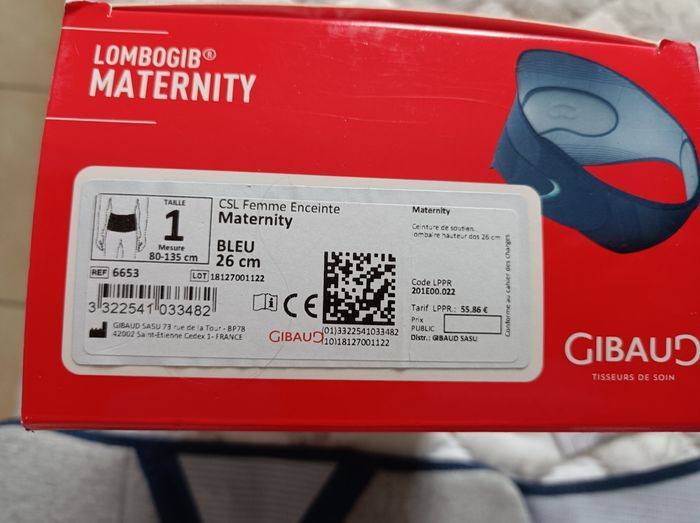 LOMBOGIB®
MATERNITY
TAILLE
1
Mesure
80-135 cm
CSL Femme Enceinte
Maternity
BLEU
26 cm
REF 6653
LOT 18127001122
3 322541 033482
GIBAUD SASU 73 rue de la Tour - BP78
42002 Saint-Etienne Cedex 1 - FRANCE
CE
GIBAUD
(01)3322541033482
10)18127001122
Maternity
Ceinture de soutien
lombaire hauteur dos 26 cm
Code LPPR
201E00.022
Tarif LPPR.: 55.86 €
Prix
PUBLIC
Distr.: GIBAUD SASU
Conforme au cahier des charges
GIBAUD
TISSEURS DE SOIN